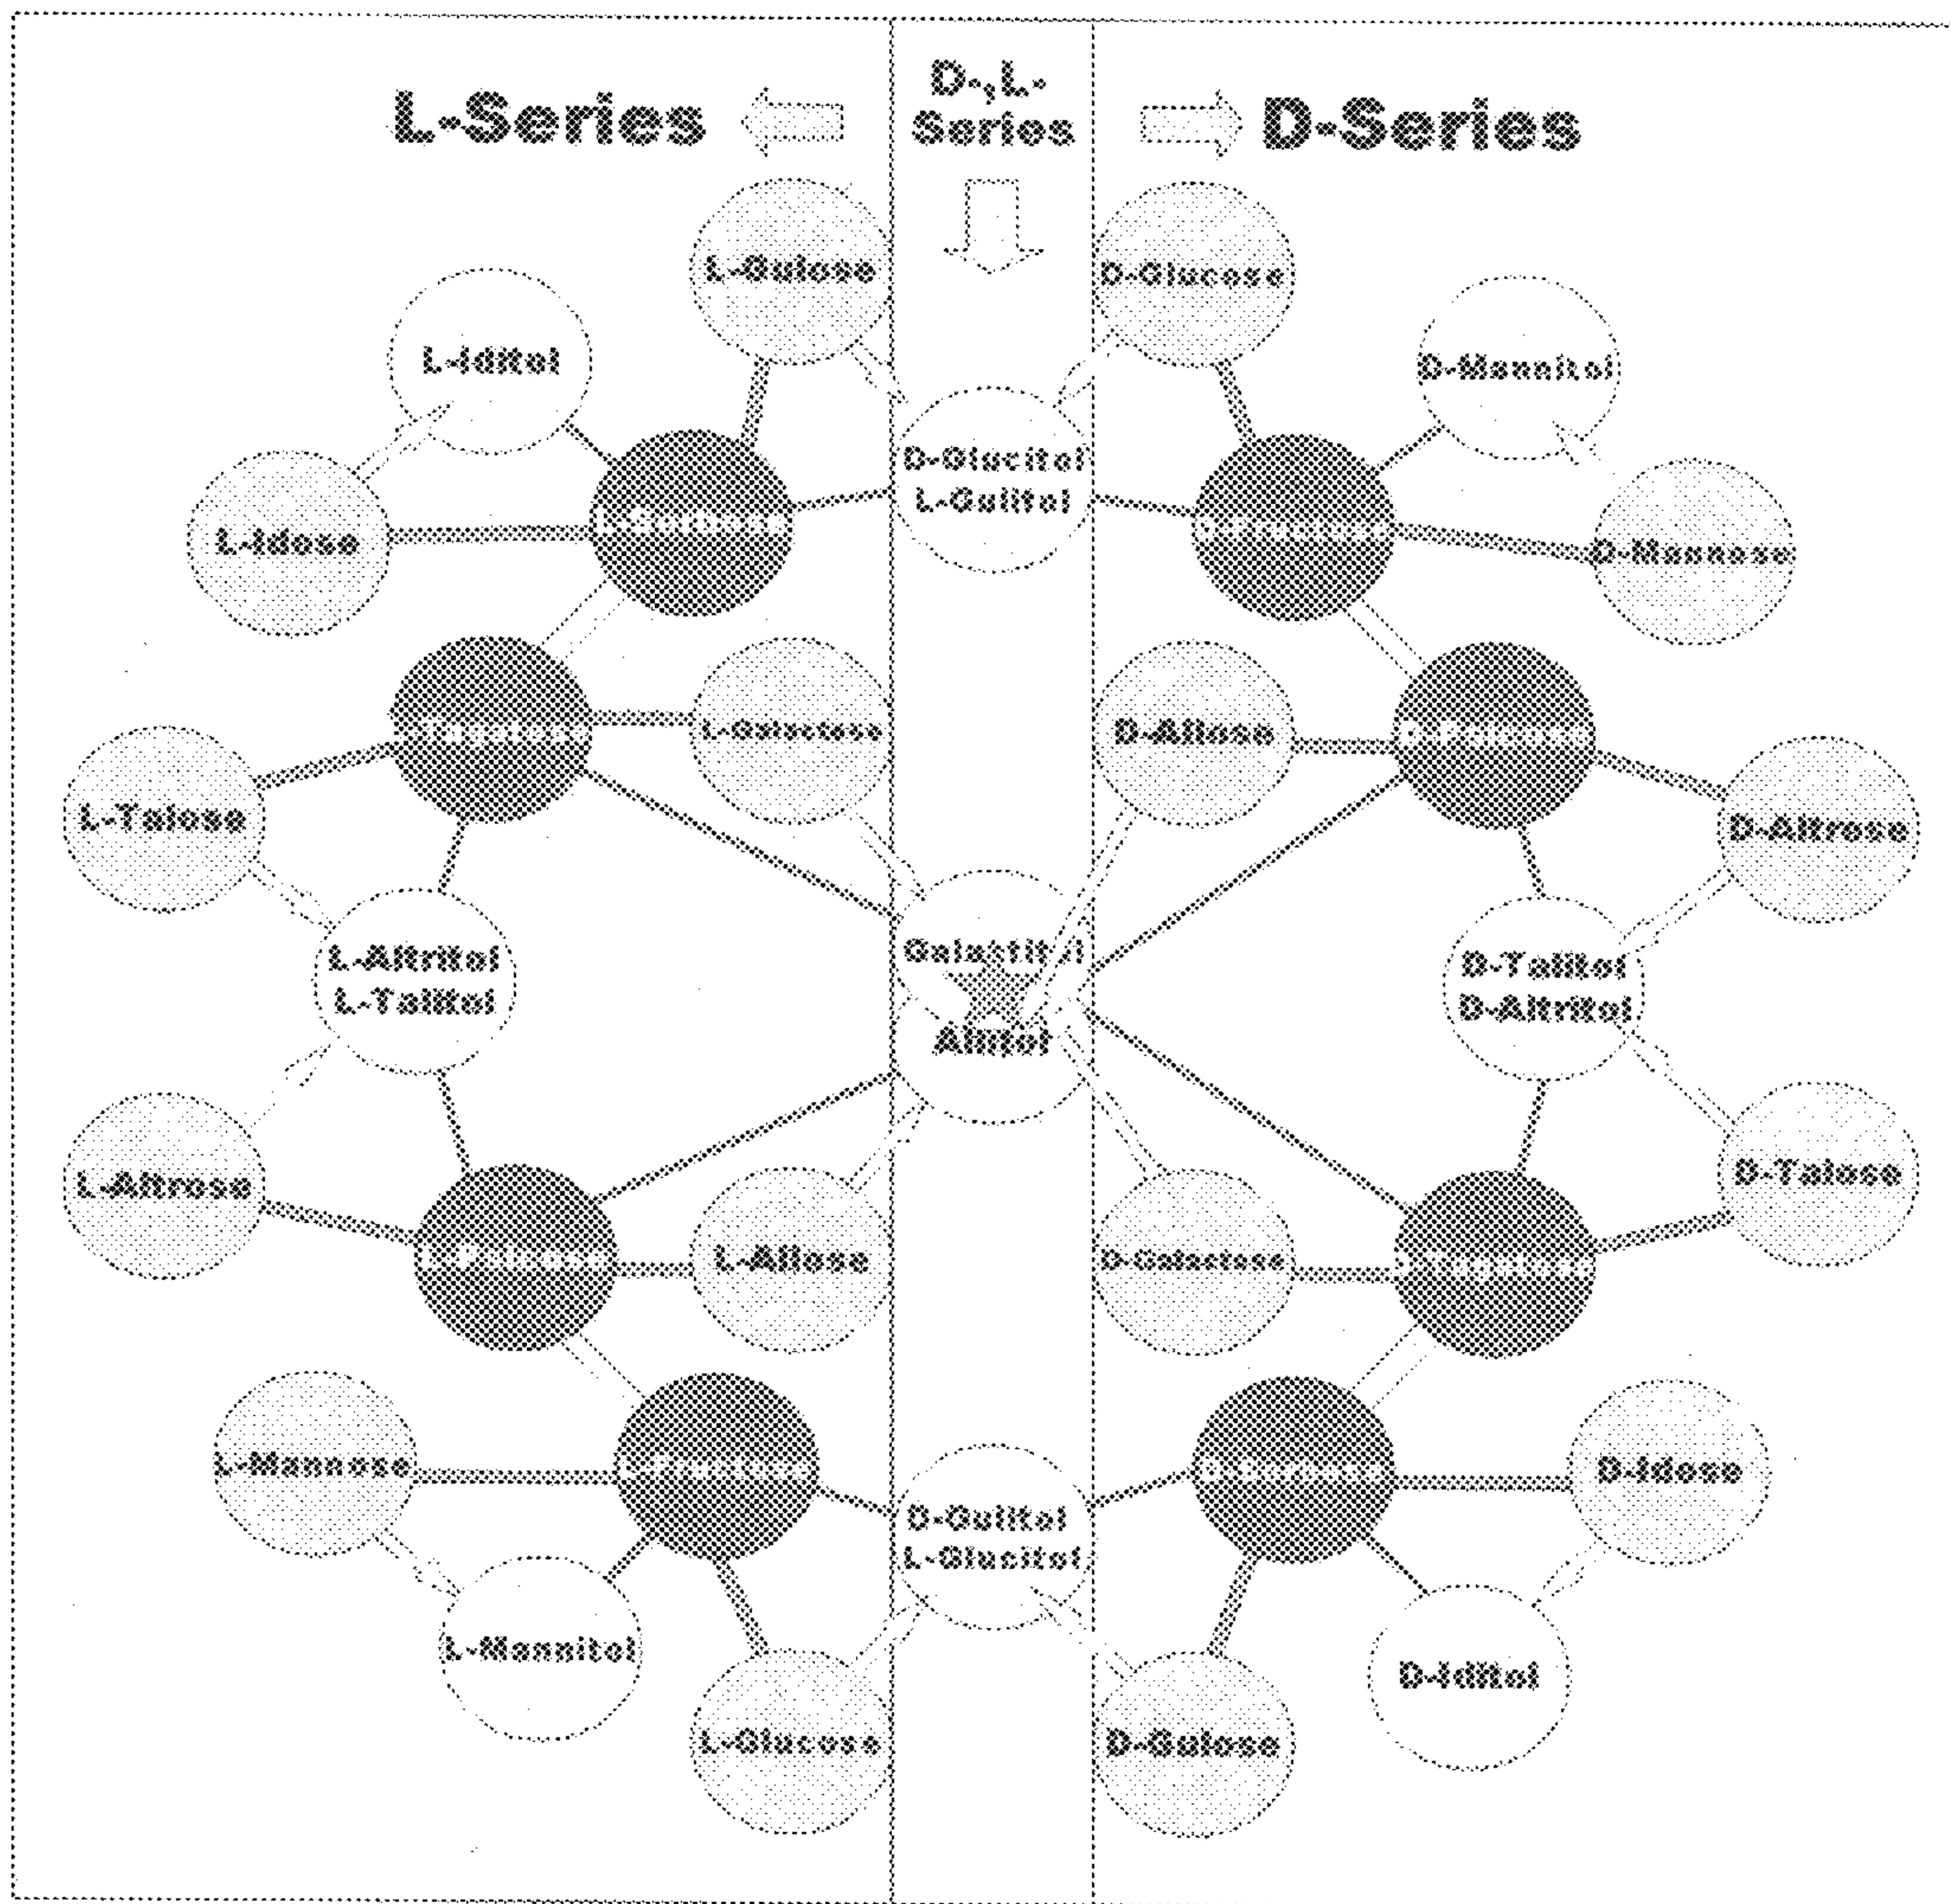 L-Series
D-,L-
Series
D-Series
L-Gulose
D-Glucose
L-Iditol
D-Mannitol
D-Glucitol
L-Gulitol
L-Idose
D-Mannose
L-Galactose
D-Allose
L-Talose
D-Altrose
Galactitol
L-Altritol
L-Talitol
D-Talitol
D-Altritol
Allitol
L-Altrose
D-Talose
L-Allose
D-Galactose
L-Mannose
D-Idose
D-Gulitol
L-Glucitol
L-Mannitol
D-Iditol
L-Glucose
D-Gulose